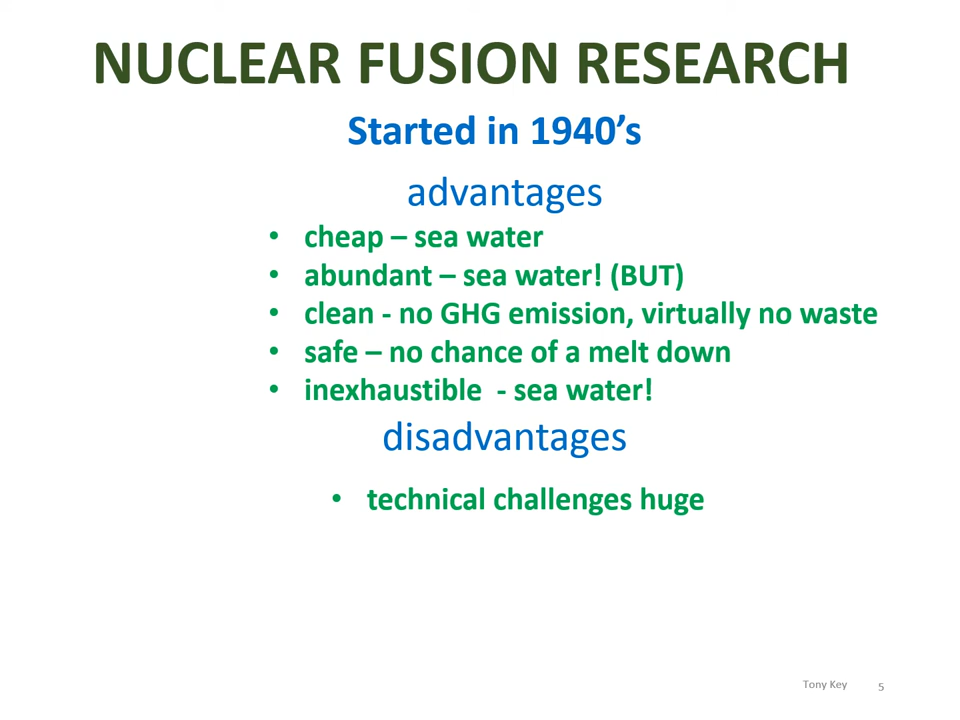 NUCLEAR FUSION RESEARCH
Started in 1940’s
advantages
• cheap – sea water
• abundant – sea water! (BUT)
• clean - no GHG emission, virtually no waste
• safe – no chance of a melt down
• inexhaustible  - sea water!
disadvantages
• technical challenges huge
Tony Key 5